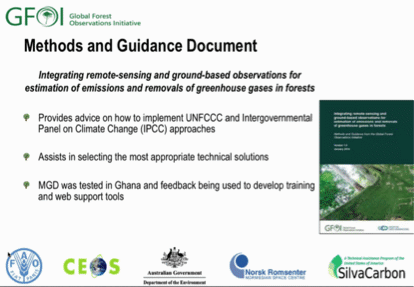 GFOI Global Forest
Observations Initiative
Methods and Guidance Document
Integrating remote-sensing and ground-based observations for
estimation of emissions and removals of greenhouse gases in forests
Provides advice on how to implement UNFCCC and Intergovernmental
Panel on Climate Change (IPCC) approaches
Assists in selecting the most appropriate technical solutions
MGD was tested in Ghana and feedback being used to develop training
and web support tools
Integrating remote-sensing and
ground-based observations for
estimation of emissions and removals
of greenhouse gases in forests
GFOI
FAO
CEOS
Australian Government
Department of the Environment
Norsk Romsenter
NORWEGIAN SPACE CENTRE
A Technical Assistance Program of the
United States of America
SilvaCarbon